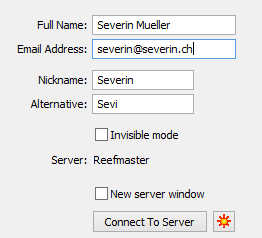 Full Name: Severin Mueller
Email Address: severin@severin.ch
Nickname: Severin
Alternative: Sevi
Invisible mode
Server: Reefmaster
New server window
Connect To Server